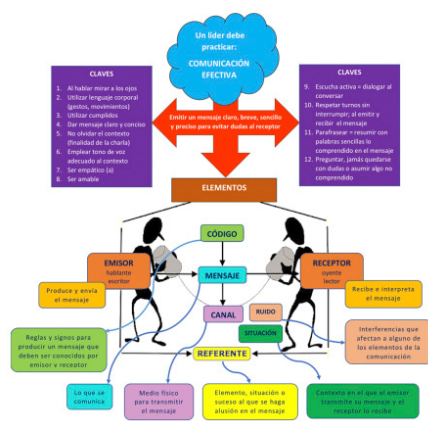 Un líder debe
practicar:
COMUNICACIÓN
EFECTIVA
CLAVES
1. Al hablar mirar a los ojos
2. Utilizar lenguaje corporal
(gestos, movimientos)
3. Utilizar cumplidos
4. Dar mensaje claro y conciso
5. No olvidar el contexto
(finalidad de la charla)
6. Emplear tono de voz
adecuado al contexto
7. Ser empático (a)
8. Ser amable
Emitir un mensaje claro, breve, sencillo
y preciso para evitar dudas al receptor
CLAVES
9. Escucha activa = dialogar al
conversar
10. Respetar turnos sin
interrumpir; al emitir y
recibir el mensaje
11. Parafrasear = resumir con
palabras sencillas lo
comprendido en el mensaje
12. Preguntar, jamás quedarse
con dudas o asumir algo no
comprendido
ELEMENTOS
CÓDIGO
EMISOR
hablante
escritor
MENSAJE
RECEPTOR
oyente
lector
Produce y envía
el mensaje
Recibe e interpreta
el mensaje
CANAL
RUIDO
SITUACIÓN
REFERENTE
Reglas y signos para
producir un mensaje que
deben ser conocidos por
emisor y receptor
Interferencias que
afectan a alguno de
los elementos de la
comunicación
Lo que se
comunica
Medio físico
para transmitir
el mensaje
Elemento, situación o
suceso al que se hace
alusión en el mensaje
Contexto en el que el emisor
transmite su mensaje y el
receptor lo recibe